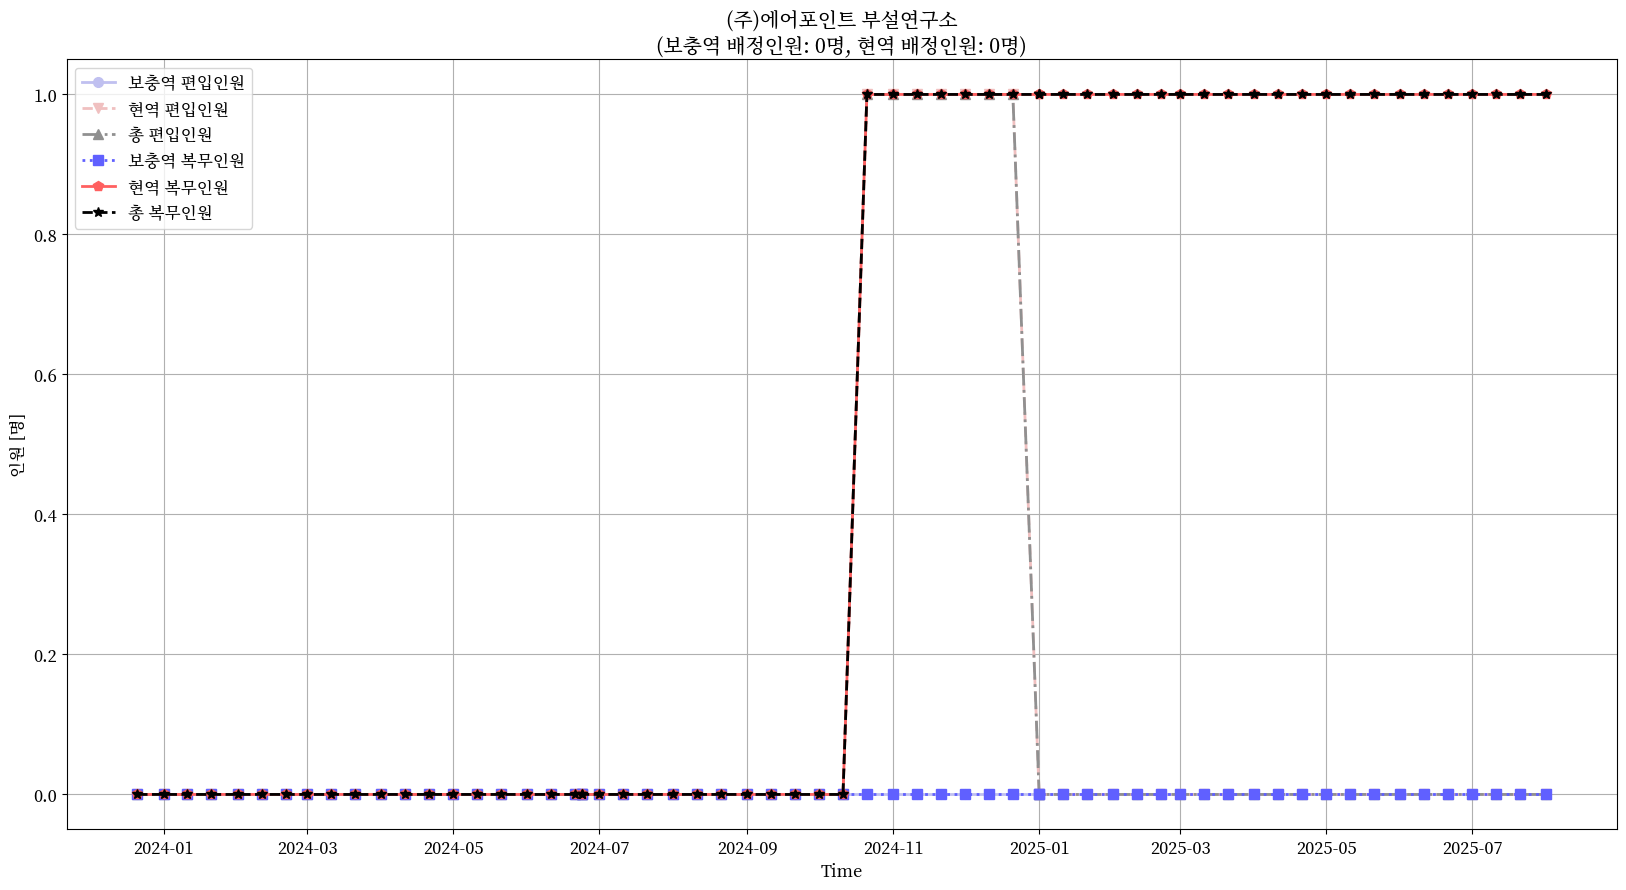 (주)에어포인트 부설연구소
(보충역 배정인원: 0명, 현역 배정인원: 0명)
보충역 편입인원
현역 편입인원
총 편입인원
보충역 복무인원
현역 복무인원
총 복무인원
1.0
0.8
0.6
0.4
0.2
0.0
인원 [명]
2024-01 2024-03 2024-05 2024-07 2024-09 2024-11 2025-01 2025-03 2025-05 2025-07
Time